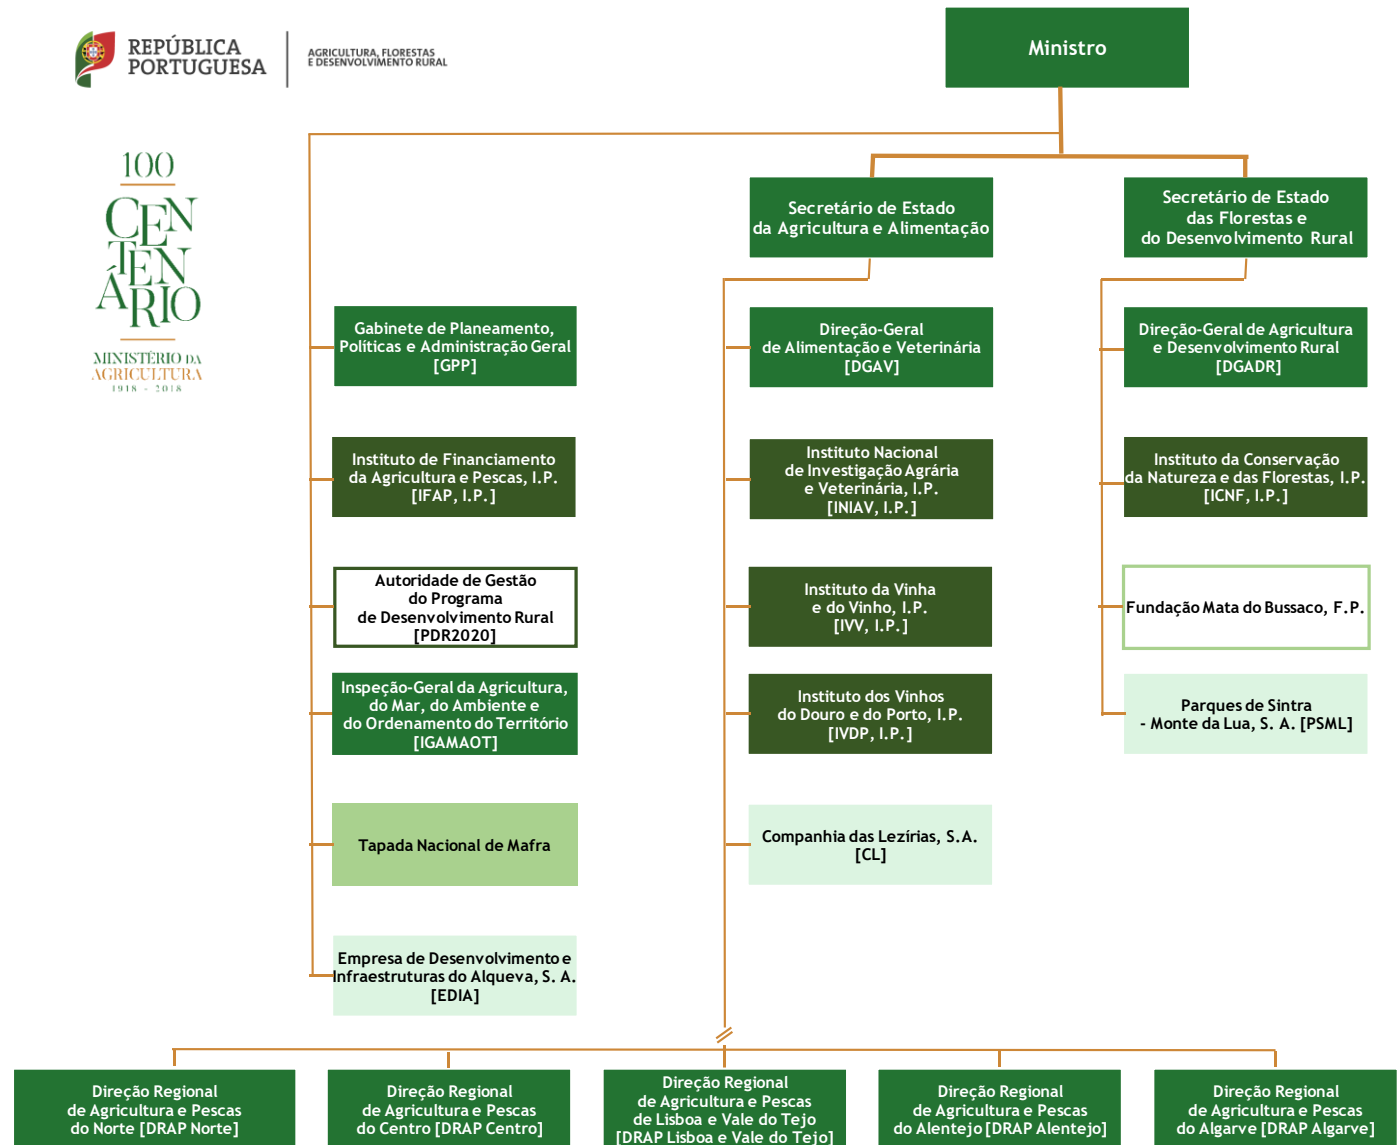 REPÚBLICA
PORTUGUESA
AGRICULTURA, FLORESTAS
E DESENVOLVIMENTO RURAL
Ministro
100
CEN
TEN
ÁRIO
MINISTÉRIO DA
AGRICULTURA
1918 - 2018
Secretário de Estado
da Agricultura e Alimentação
Secretário de Estado
das Florestas e
do Desenvolvimento Rural
Gabinete de Planeamento,
Políticas e Administração Geral
[GPP]
Direção-Geral
de Alimentação e Veterinária
[DGAV]
Direção-Geral de Agricultura
e Desenvolvimento Rural
[DGADR]
Instituto de Financiamento
da Agricultura e Pescas, I.P.
[IFAP, I.P.]
Instituto Nacional
de Investigação Agrária
e Veterinária, I.P.
[INIAV, I.P.]
Instituto da Conservação
da Natureza e das Florestas, I.P.
[ICNF, I.P.]
Autoridade de Gestão
do Programa
de Desenvolvimento Rural
[PDR2020]
Instituto da Vinha
e do Vinho, I.P.
[IVV, I.P.]
Fundação Mata do Bussaco, F.P.
Inspeção-Geral da Agricultura,
do Mar, do Ambiente e
do Ordenamento do Território
[IGAMAOT]
Instituto dos Vinhos
do Douro e do Porto, I.P.
[IVDP, I.P.]
Parques de Sintra
- Monte da Lua, S. A. [PSML]
Tapada Nacional de Mafra
Companhia das Lezírias, S.A.
[CL]
Empresa de Desenvolvimento e
Infraestruturas do Alqueva, S. A.
[EDIA]
Direção Regional
de Agricultura e Pescas
do Norte [DRAP Norte]
Direção Regional
de Agricultura e Pescas
do Centro [DRAP Centro]
Direção Regional
de Agricultura e Pescas
de Lisboa e Vale do Tejo
[DRAP Lisboa e Vale do Tejo]
Direção Regional
de Agricultura e Pescas
do Alentejo [DRAP Alentejo]
Direção Regional
de Agricultura e Pescas
do Algarve [DRAP Algarve]